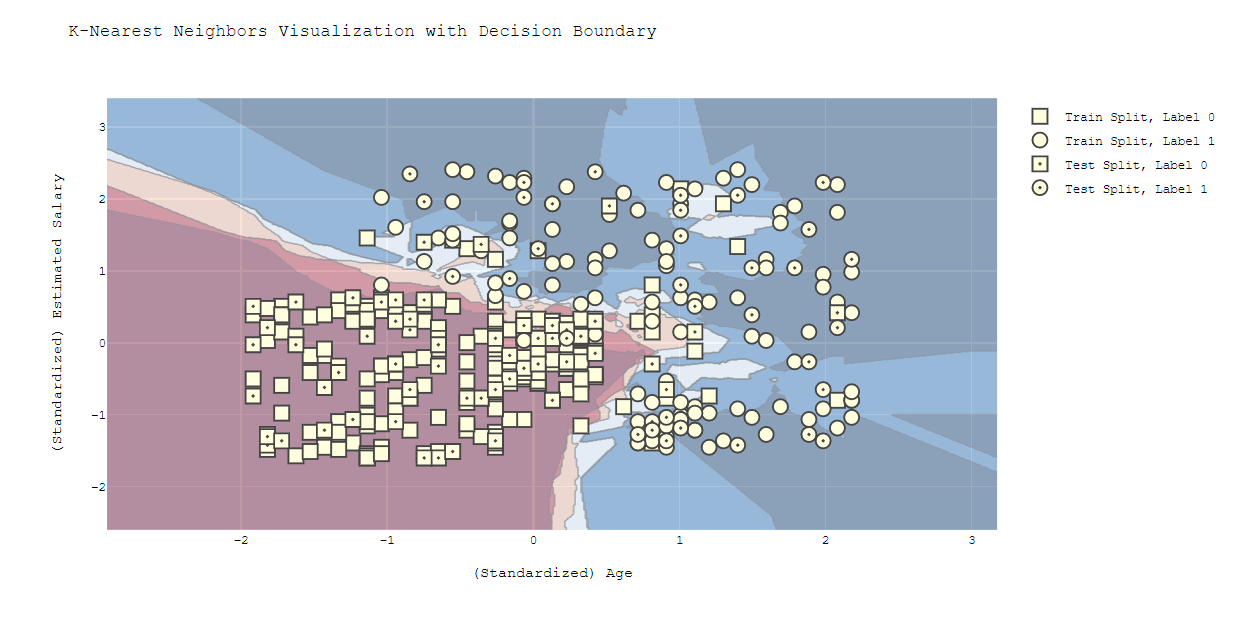 K-Nearest Neighbors Visualization with Decision Boundary
Train Split, Label 0
Train Split, Label 1
Test Split, Label 0
Test Split, Label 1
(Standardized) Estimated Salary
3
2
1
0
−1
−2
−2
−1
0
1
2
3
(Standardized) Age